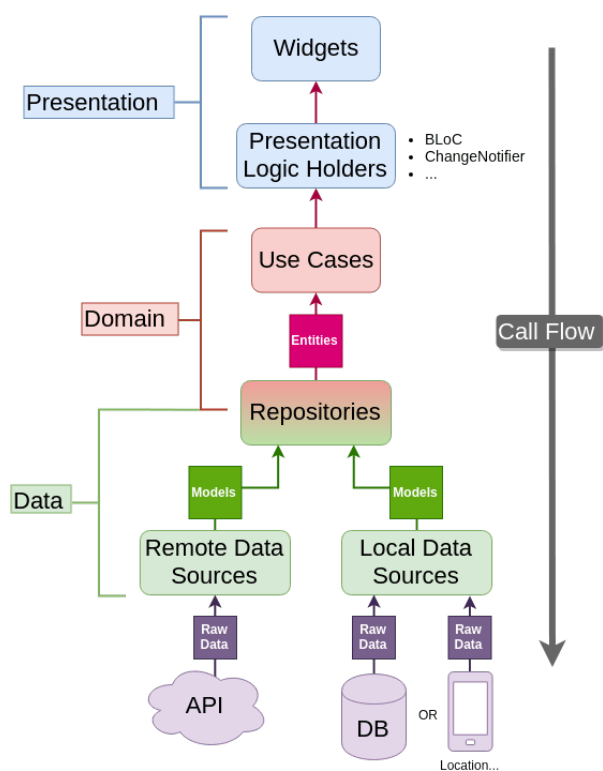 Widgets
Presentation
Presentation
Logic Holders
• BLoC
• ChangeNotifier
• ...
Use Cases
Domain
Entities
Call Flow
Repositories
Data
Models
Models
Remote Data
Sources
Local Data
Sources
Raw
Data
Raw
Data
Raw
Data
API
DB
OR
Location...